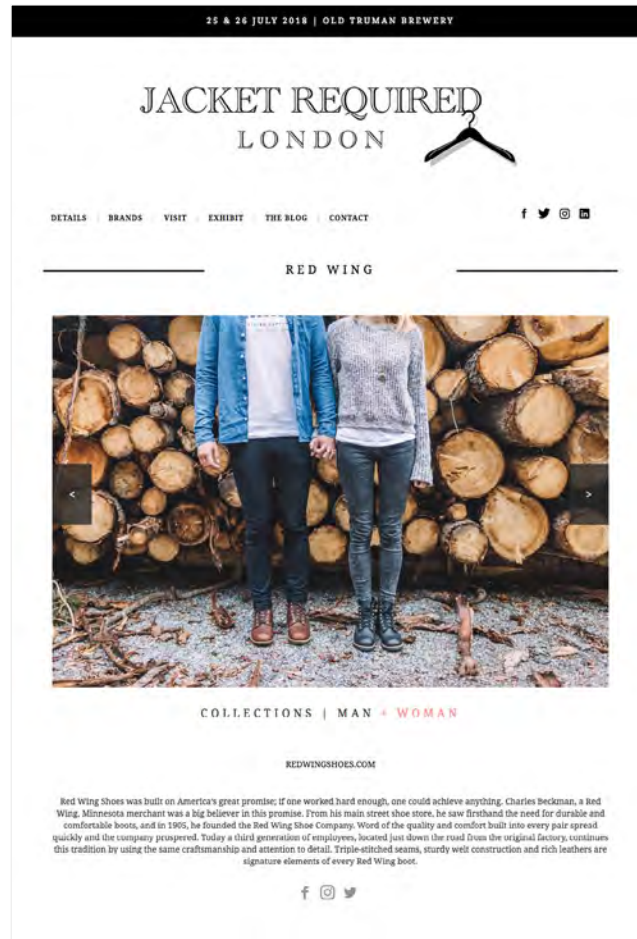 25 & 26 JULY 2018 | OLD TRUMAN BREWERY
JACKET REQUIRED
LONDON
DETAILS | BRANDS | VISIT | EXHIBIT | THE BLOG | CONTACT
RED WING
< >
COLLECTIONS | MAN + WOMAN
REDWINGSHOES.COM
Red Wing Shoes was built on America's great promise; if one worked hard enough, one could achieve anything. Charles Beckman, a Red
Wing, Minnesota merchant was a big believer in this promise. From his main street shoe store, he saw firsthand the need for durable and
comfortable boots, and in 1905, he founded the Red Wing Shoe Company. Word of the quality and comfort built into every pair spread
quickly and the company prospered. Today a third generation of employees, located just down the road from the original factory, continues
this tradition by using the same craftsmanship and attention to detail. Triple-stitched seams, sturdy welt construction and rich leathers are
signature elements of every Red Wing boot.